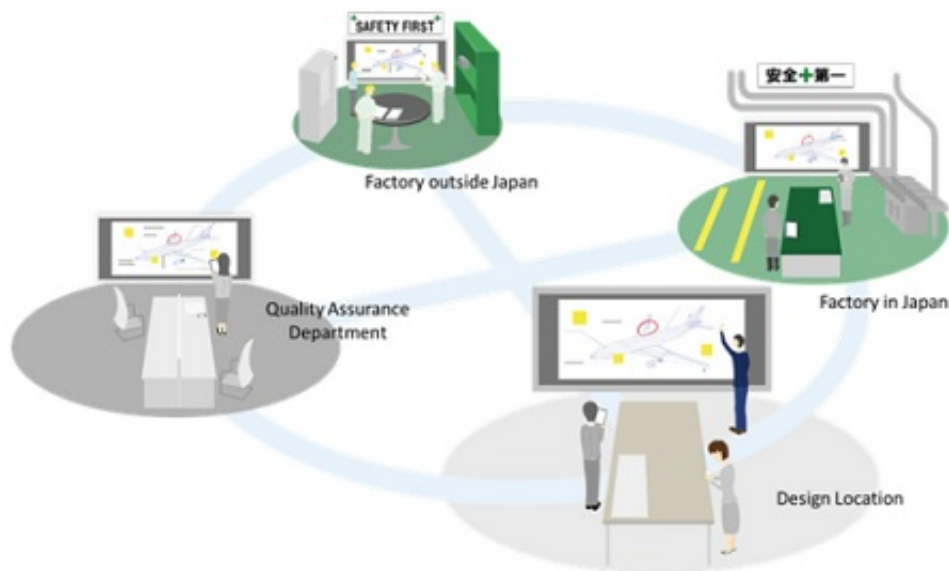 SAFETY FIRST
安全+第一
Factory outside Japan
Factory in Japan
Quality Assurance
Department
Design Location